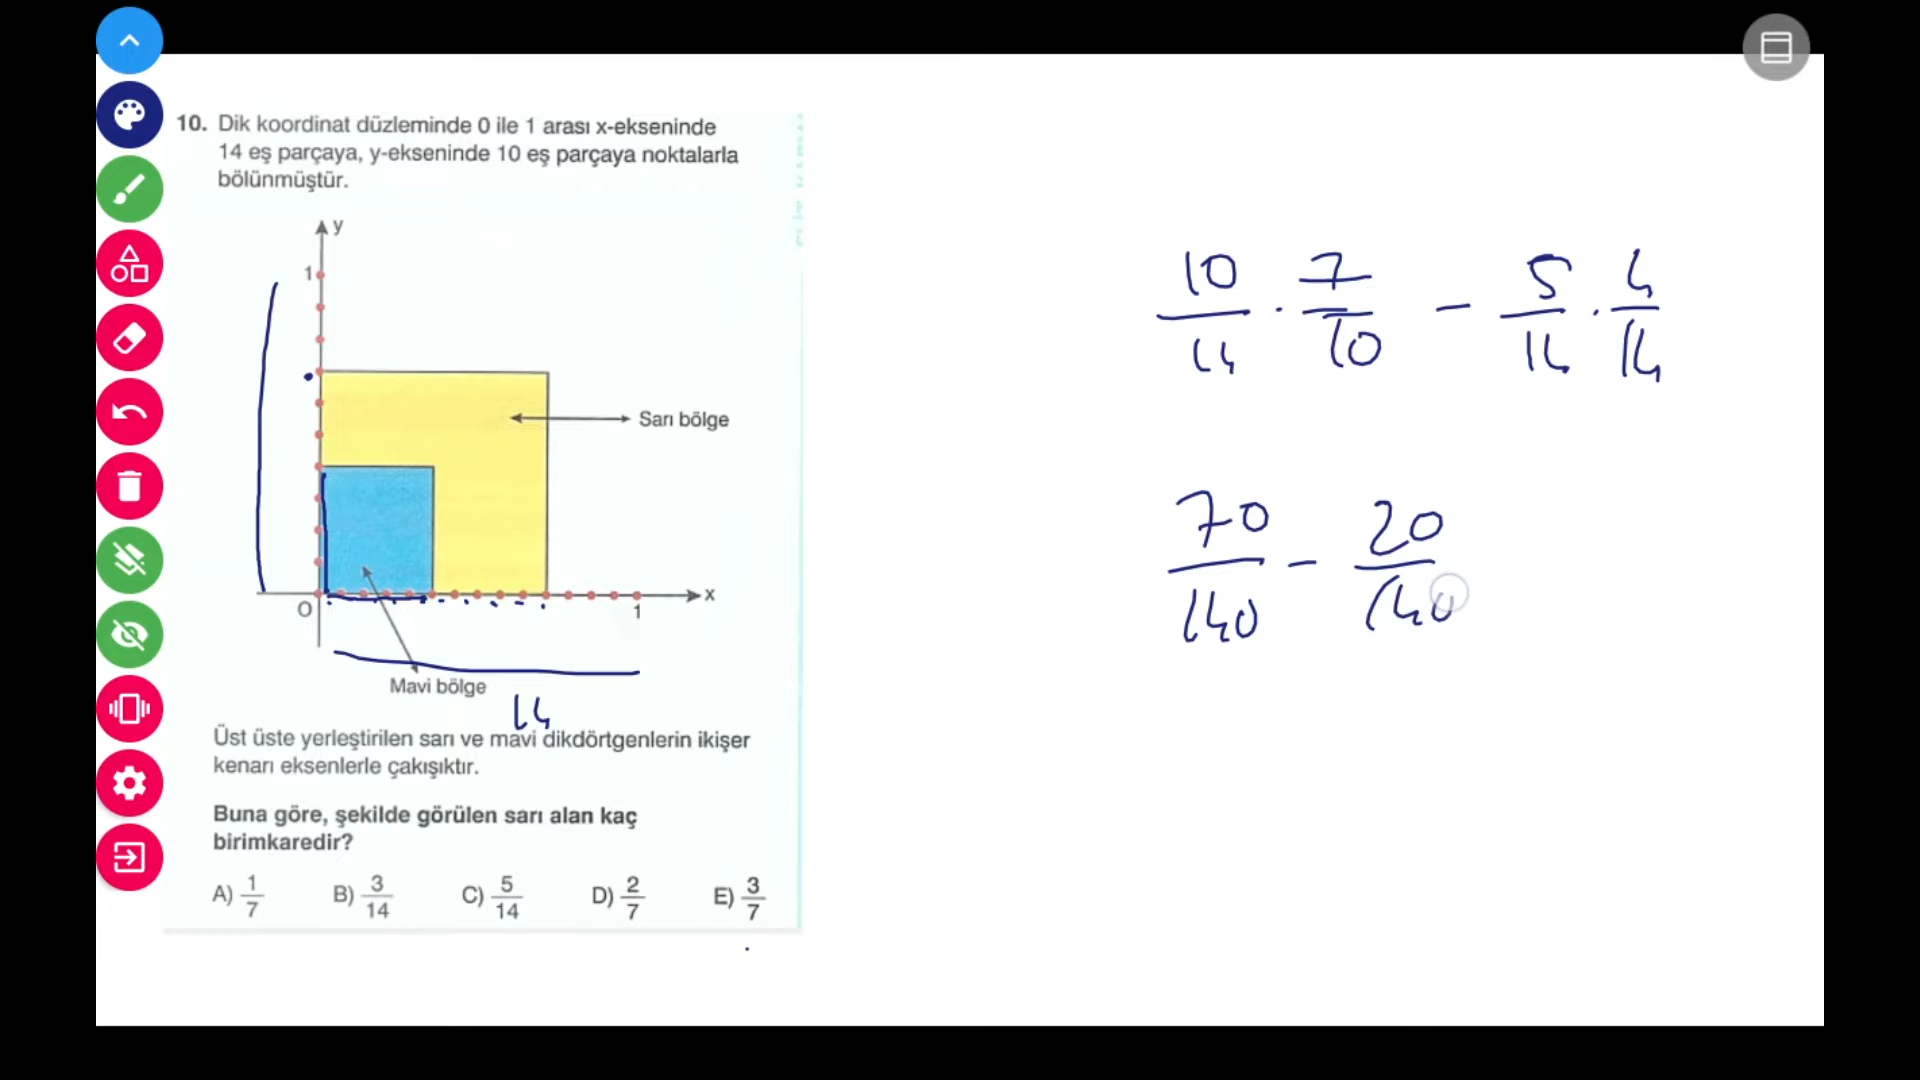 10. Dik koordinat düzleminde 0 ile 1 arası x-ekseninde
14 eş parçaya, y-ekseninde 10 eş parçaya noktalarla
bölünmüştür.
y
1
Sarı bölge
O
1
x
Mavi bölge
14
Üst üste yerleştirilen sarı ve mavi dikdörtgenlerin ikişer
kenarı eksenlerle çakışıktır.
Buna göre, şekilde görülen sarı alan kaç
birimkaredir?
A) 1/7 B) 3/14 C) 5/14 D) 2/7 E) 3/7
10/14 · 7/10 - 5/14 · 4/14
70/140 - 20/140